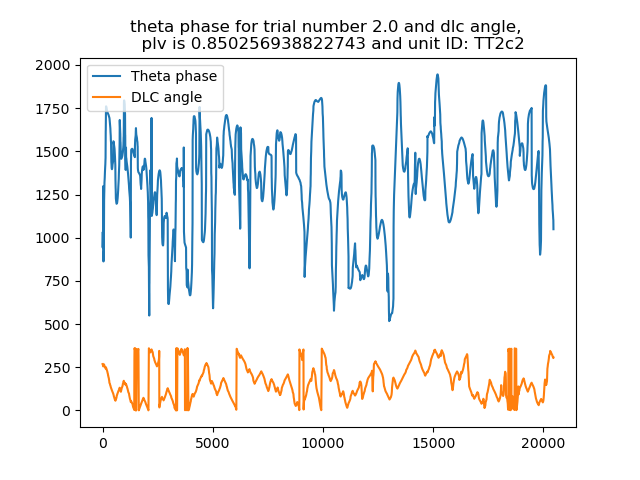 theta phase for trial number 2.0 and dlc angle,
plv is 0.850256938822743 and unit ID: TT2c2
Theta phase
DLC angle
2000
1750
1500
1250
1000
750
500
250
0
0 5000 10000 15000 20000